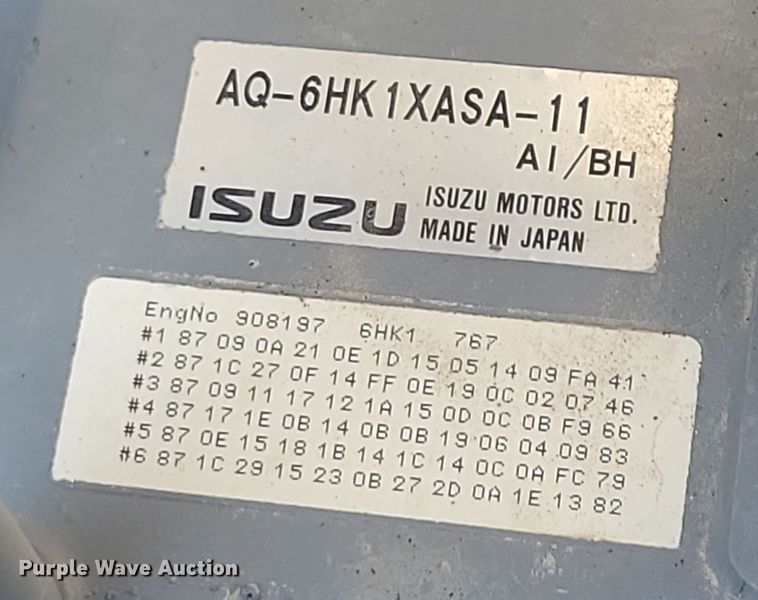 AQ-6HK1XASA-11
AI/BH
ISUZU ISUZU MOTORS LTD.
MADE IN JAPAN
EngNo 908197 6HK1 767
#1 87 09 0A 21 0E 1D 15 05 14 09 FA 41
#2 87 1C 27 0F 14 FF 0E 19 0C 02 07 46
#3 87 09 11 17 12 1A 15 0D 0C 0B F9 66
#4 87 17 1E 0B 14 0B 0B 19 06 04 09 83
#5 87 0E 15 18 1B 14 1C 14 0C 0A FC 79
#6 87 1C 29 15 23 0B 27 2D 0A 1E 13 82
Purple Wave Auction